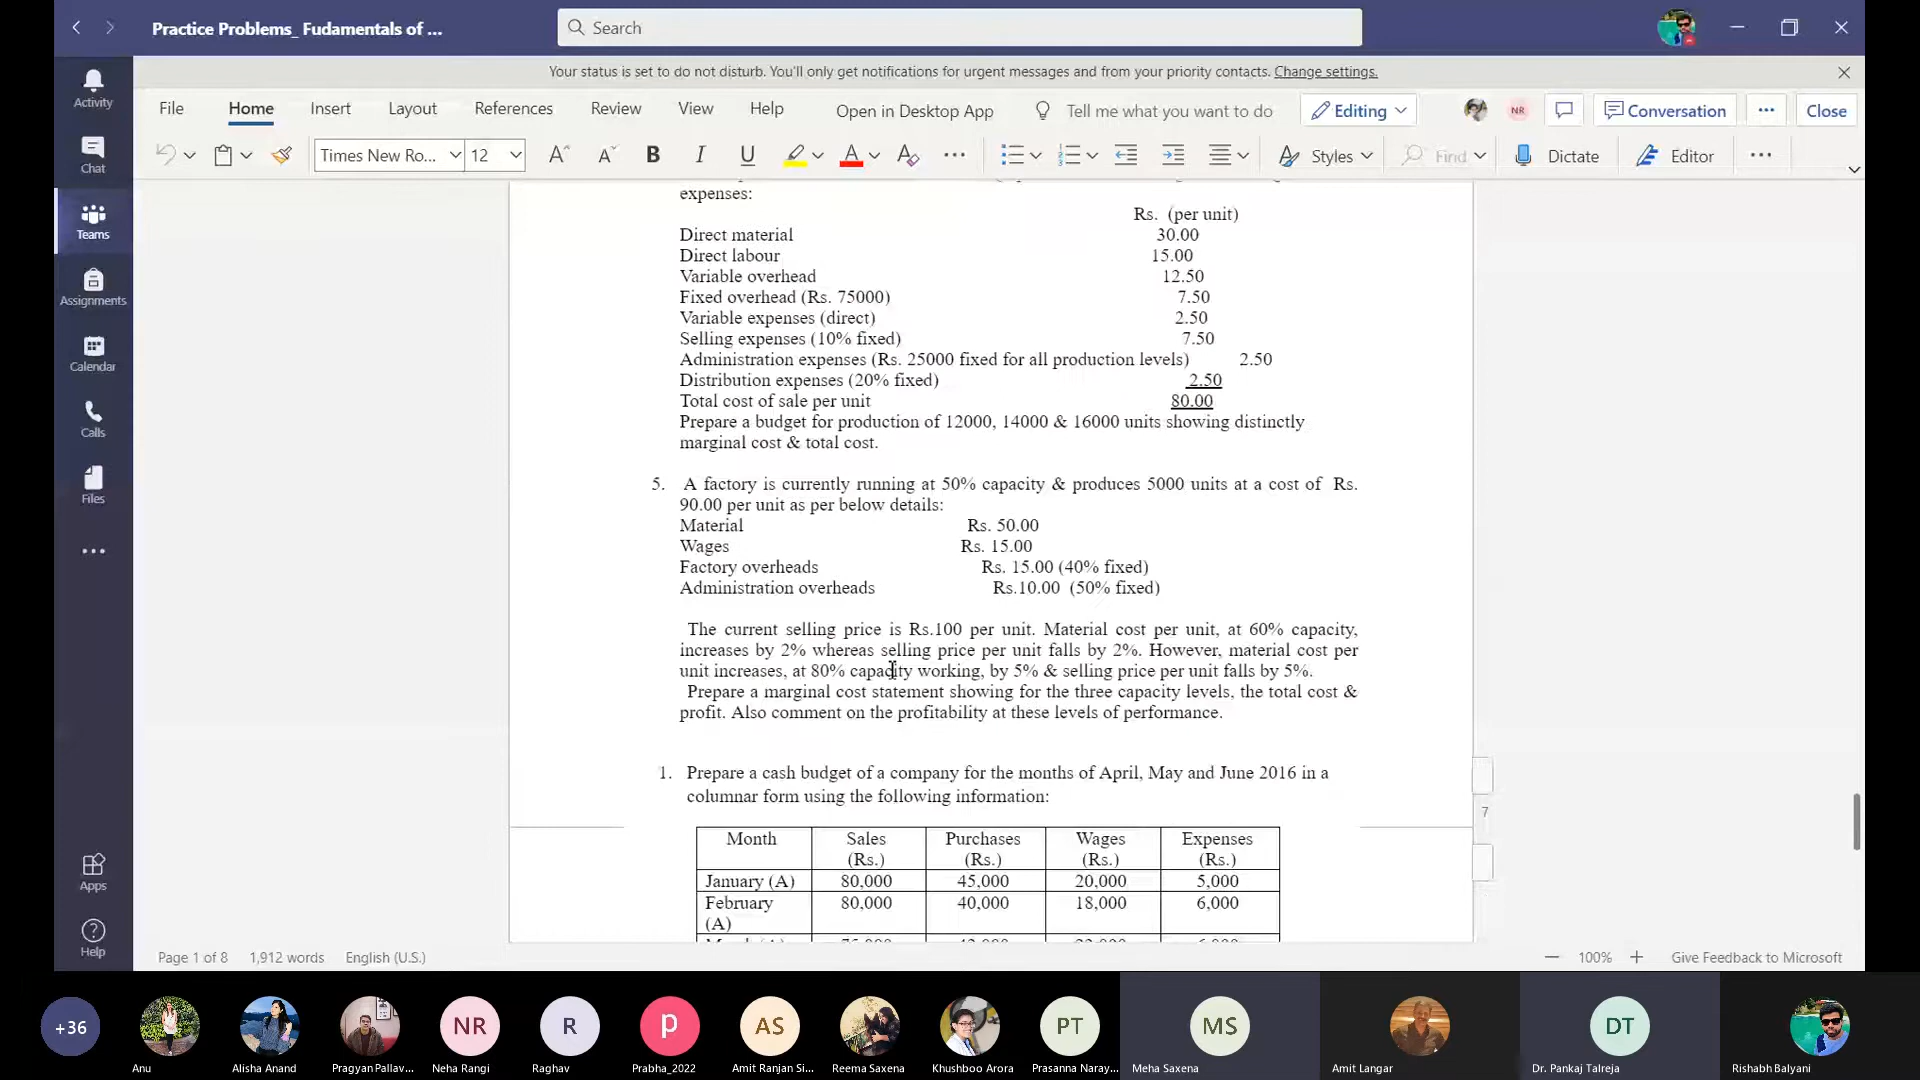 Practice Problems_ Fudamentals of ...
Search
Your status is set to do not disturb. You'll only get notifications for urgent messages and from your priority contacts. Change settings.
Activity
Chat
Teams
Assignments
Calendar
Calls
Files
Apps
Help
File Home Insert Layout References Review View Help Open in Desktop App Tell me what you want to do Editing NR Conversation Close
Times New Ro... 12 B I U A Styles Find Dictate Editor
expenses:
Rs. (per unit)
Direct material 30.00
Direct labour 15.00
Variable overhead 12.50
Fixed overhead (Rs. 75000) 7.50
Variable expenses (direct) 2.50
Selling expenses (10% fixed) 7.50
Administration expenses (Rs. 25000 fixed for all production levels) 2.50
Distribution expenses (20% fixed) 2.50
Total cost of sale per unit 80.00
Prepare a budget for production of 12000, 14000 & 16000 units showing distinctly
marginal cost & total cost.
5. A factory is currently running at 50% capacity & produces 5000 units at a cost of Rs.
90.00 per unit as per below details:
Material Rs. 50.00
Wages Rs. 15.00
Factory overheads Rs. 15.00 (40% fixed)
Administration overheads Rs.10.00 (50% fixed)
The current selling price is Rs.100 per unit. Material cost per unit, at 60% capacity,
increases by 2% whereas selling price per unit falls by 2%. However, material cost per
unit increases, at 80% capacity working, by 5% & selling price per unit falls by 5%.
Prepare a marginal cost statement showing for the three capacity levels, the total cost &
profit. Also comment on the profitability at these levels of performance.
1. Prepare a cash budget of a company for the months of April, May and June 2016 in a
columnar form using the following information:
Month Sales Purchases Wages Expenses
(Rs.) (Rs.) (Rs.) (Rs.)
January (A) 80,000 45,000 20,000 5,000
February 80,000 40,000 18,000 6,000
(A)
7
Page 1 of 8 1,912 words English (U.S.) 100% Give Feedback to Microsoft
+36 NR R p AS PT MS DT
Anu Alisha Anand Pragyan Pallav... Neha Rangi Raghav Prabha_2022 Amit Ranjan Si... Reema Saxena Khushboo Arora Prasanna Naray... Meha Saxena Amit Langar Dr. Pankaj Talreja Rishabh Balyani